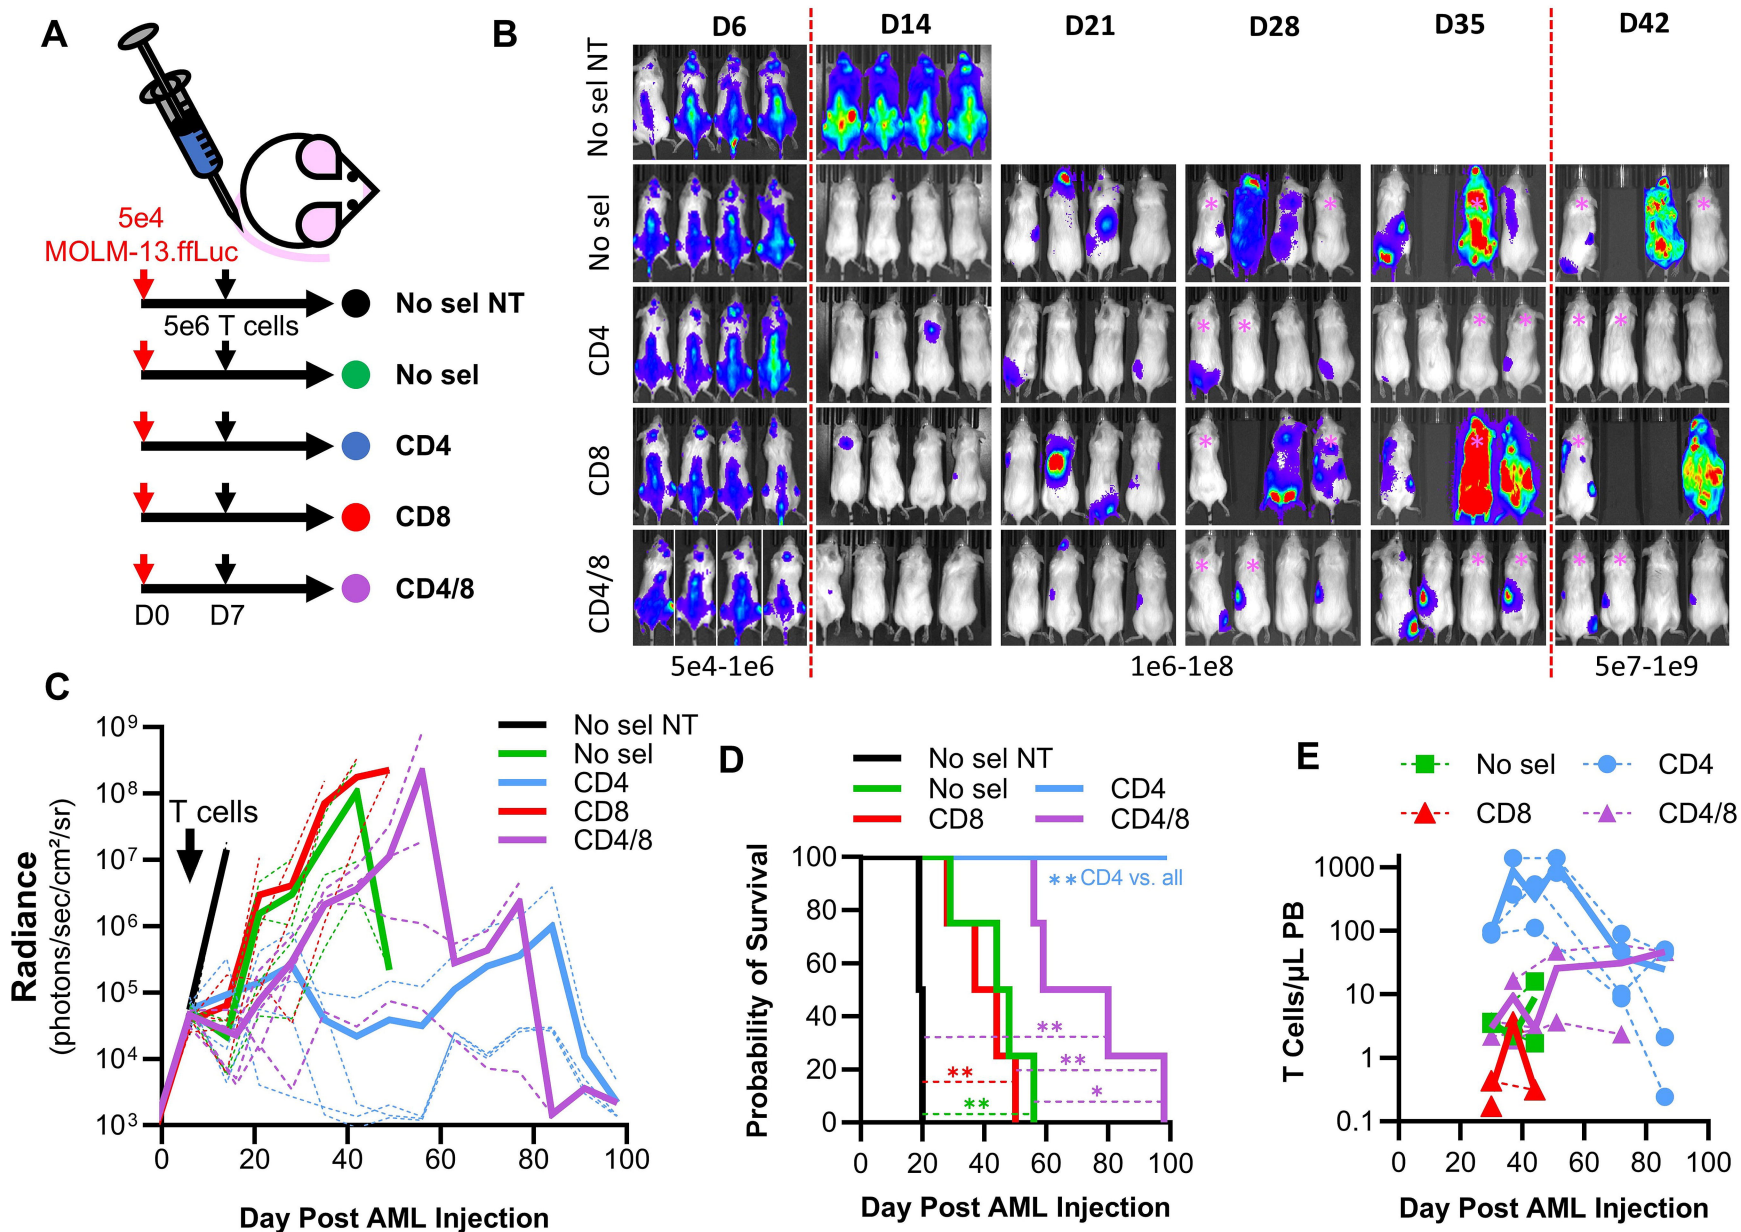 A
5e4
MOLM-13.ffLuc
No sel NT
5e6 T cells
No sel
CD4
CD8
CD4/8
D0 D7
B
D6 D14 D21 D28 D35 D42
No sel NT
No sel
* * * * *
CD4
* * * * * *
CD8
* * * *
CD4/8
* * * * * *
5e4-1e6 1e6-1e8 5e7-1e9
C
Radiance
(photons/sec/cm²/sr)
10⁹
10⁸
10⁷
10⁶
10⁵
10⁴
10³
T cells
No sel NT
No sel
CD4
CD8
CD4/8
0 20 40 60 80 100
Day Post AML Injection
D
No sel NT
No sel CD4
CD8 CD4/8
Probability of Survival
100
80
60
40
20
0
**CD4 vs. all
**
**
**
*
**
0 20 40 60 80 100
Day Post AML Injection
E
No sel CD4
CD8 CD4/8
T Cells/µL PB
1000
100
10
1
0.1
0 20 40 60 80 100
Day Post AML Injection